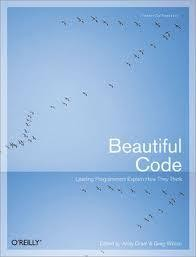 Beautiful
Code
Leading Programmers Explain How They Think
O'REILLY
Edited by Andy Oram & Greg Wilson